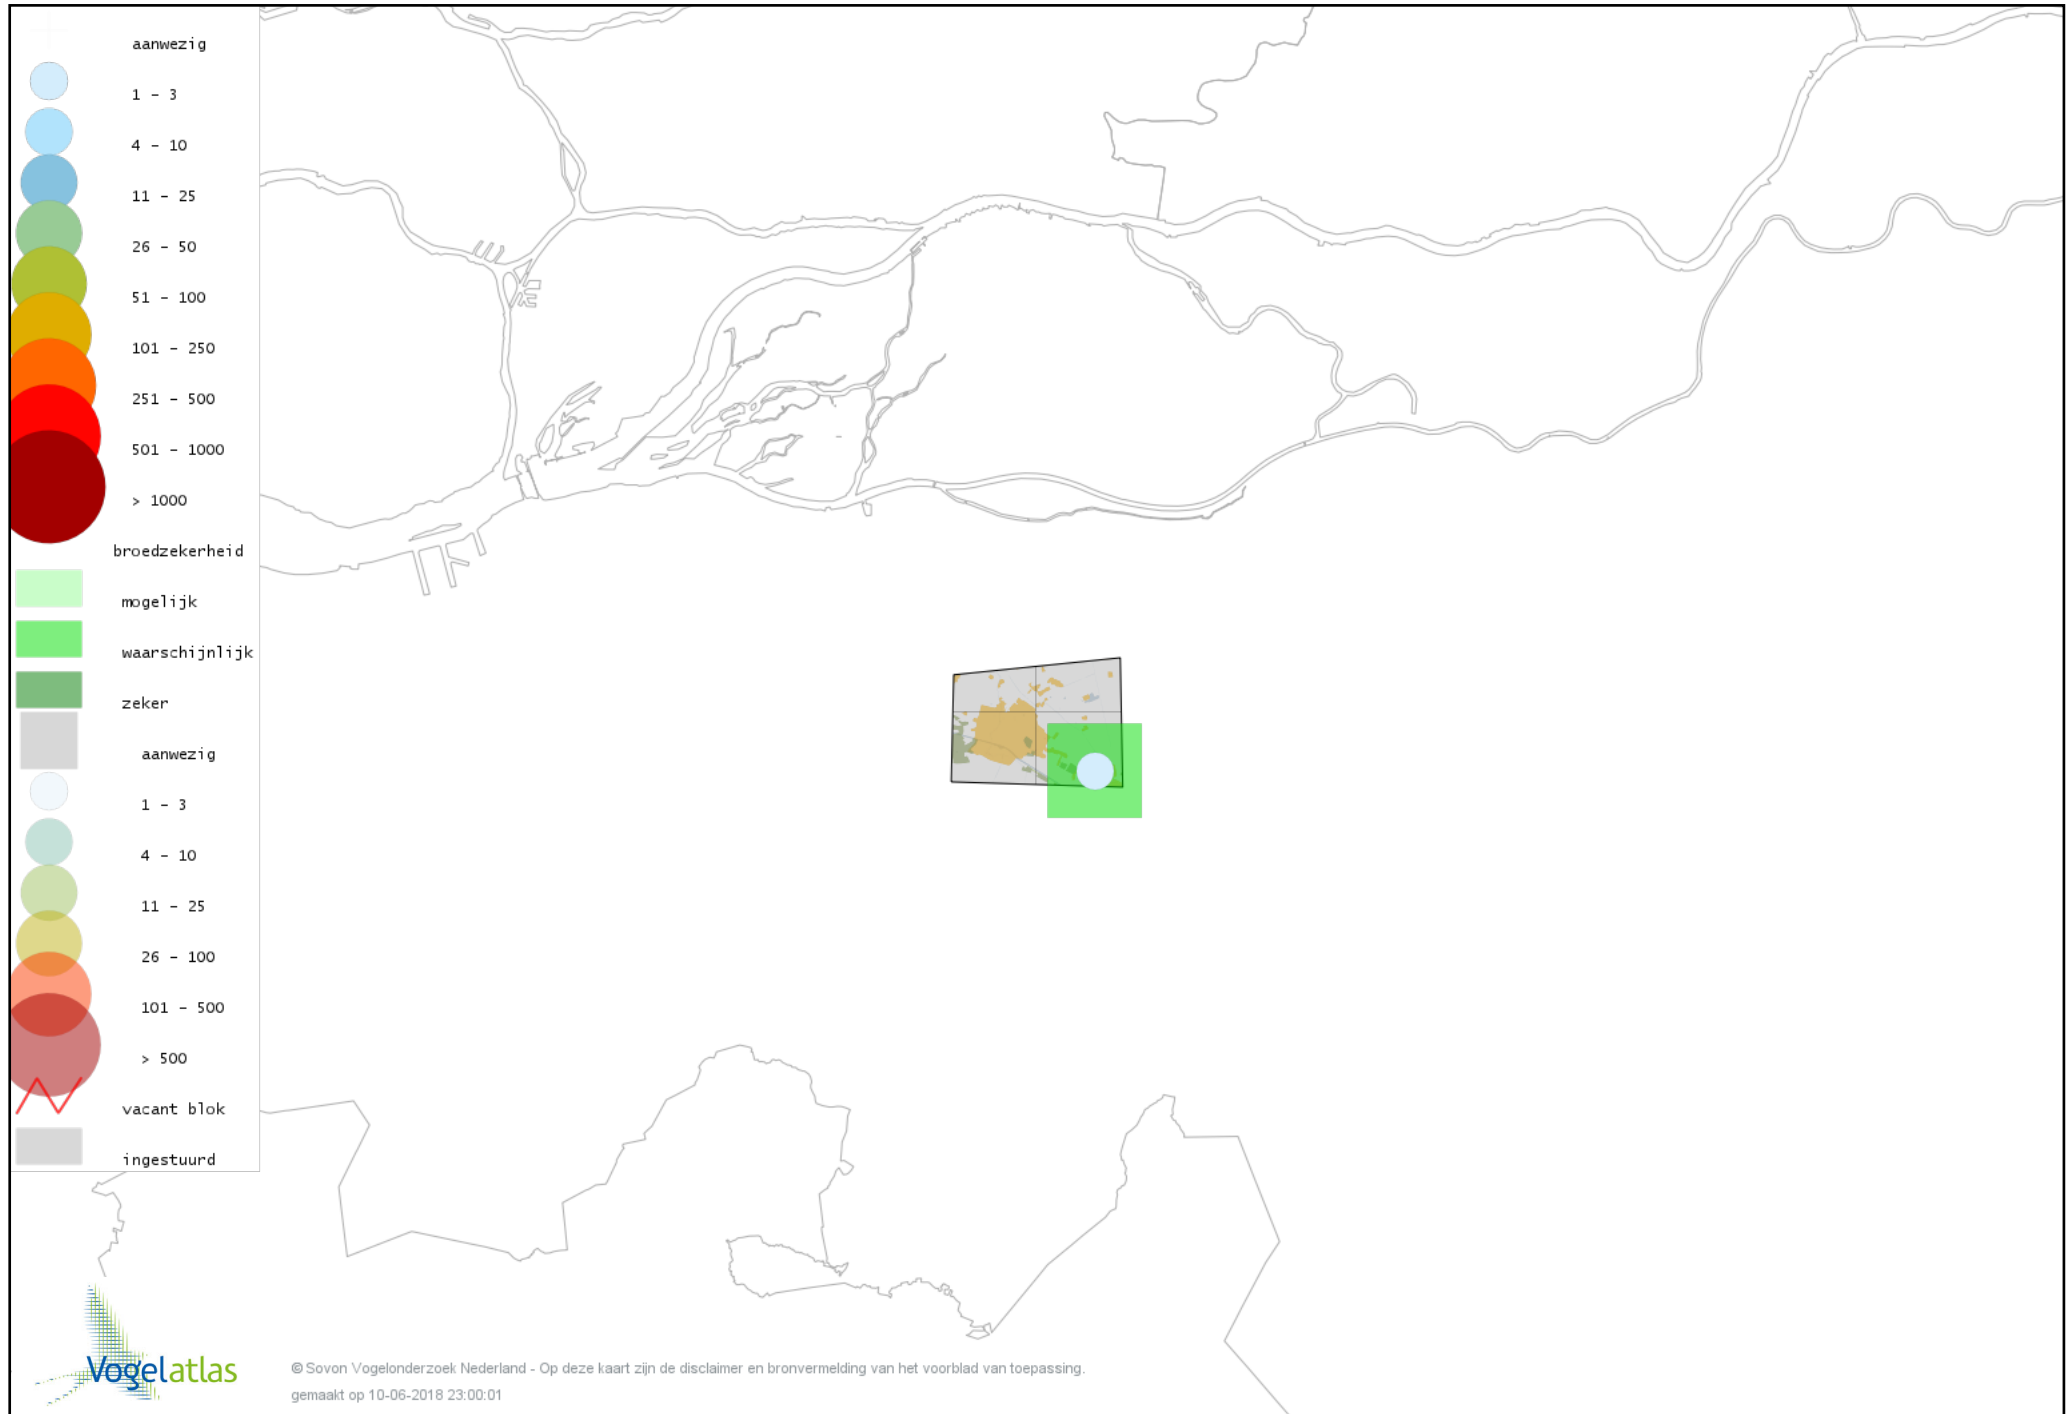 aanwezig
1 - 3
4 - 10
11 - 25
26 - 50
51 - 100
101 - 250
251 - 500
501 - 1000
> 1000
broedzekerheid
mogelijk
waarschijnlijk
zeker
aanwezig
1 - 3
4 - 10
11 - 25
26 - 100
101 - 500
> 500
vacant blok
ingestuurd
Vogelatlas
© Sovon Vogelonderzoek Nederland - Op deze kaart zijn de disclaimer en bronvermelding van het voorblad van toepassing.
gemaakt op 10-06-2018 23:00:01